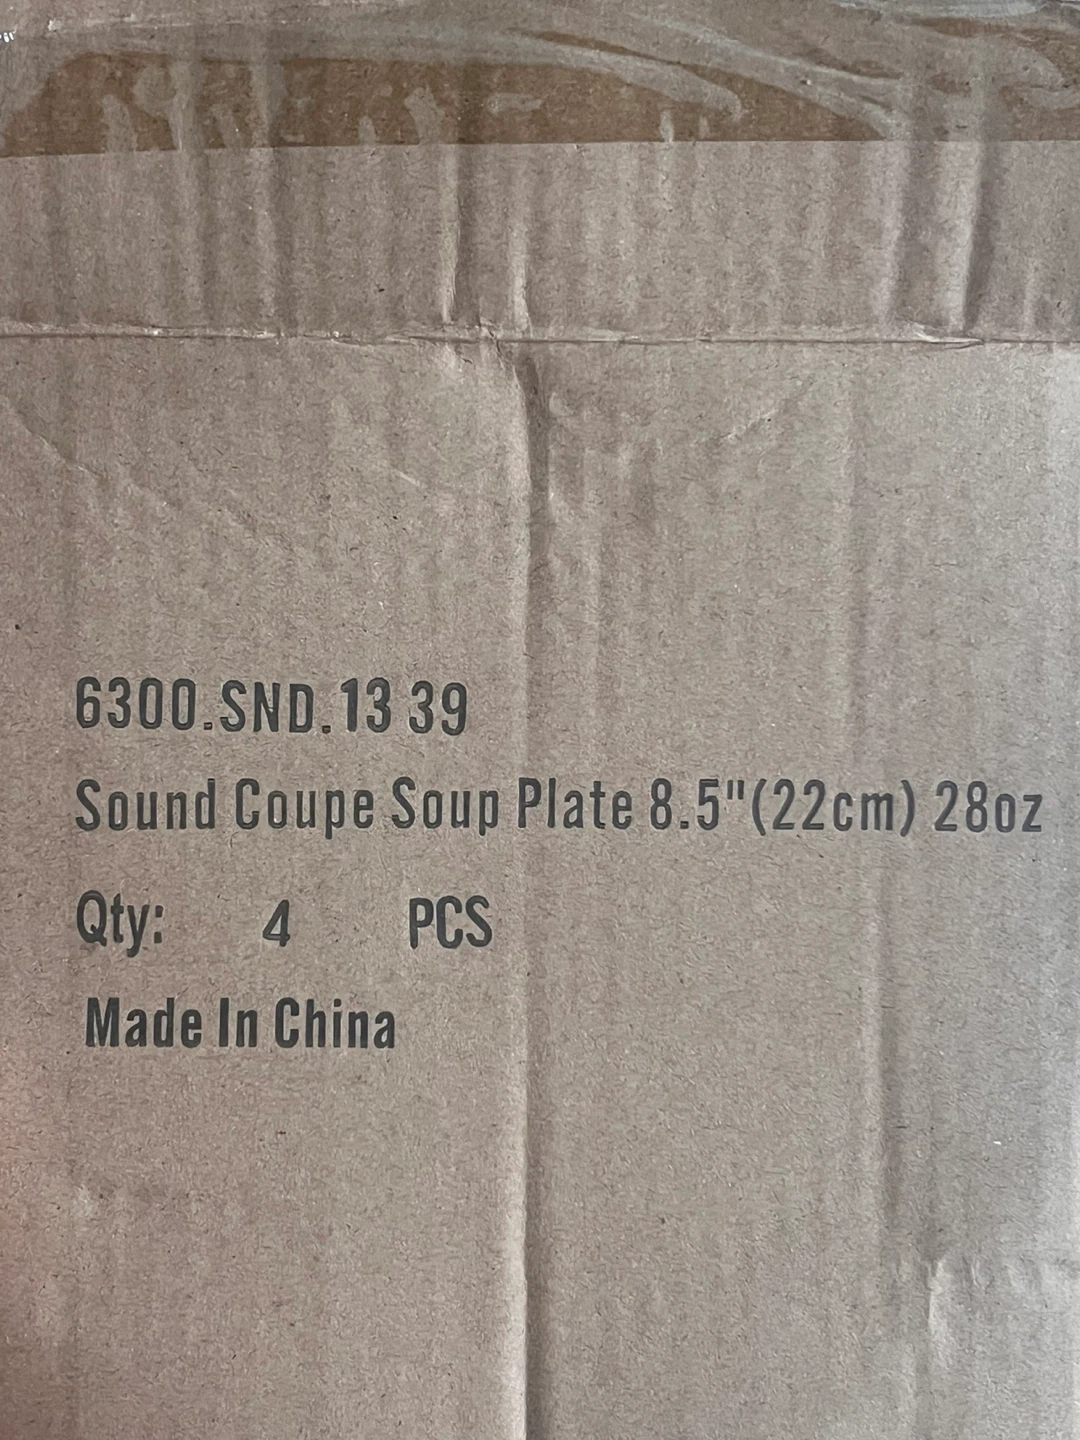 6300.SND.13 39
Sound Coupe Soup Plate 8.5"(22cm) 28oz
Qty: 4 PCS
Made In China